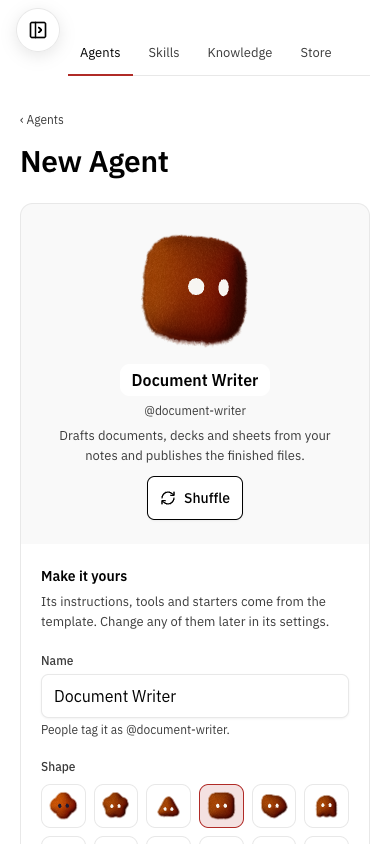 Agents Skills Knowledge Store
‹ Agents
New Agent
Document Writer
@document-writer
Drafts documents, decks and sheets from your
notes and publishes the finished files.
Shuffle
Make it yours
Its instructions, tools and starters come from the
template. Change any of them later in its settings.
Name
Document Writer
People tag it as @document-writer.
Shape